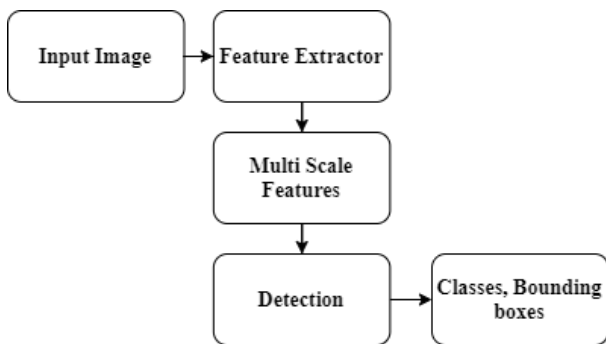 Input Image
Feature Extractor
Multi Scale
Features
Detection
Classes, Bounding
boxes